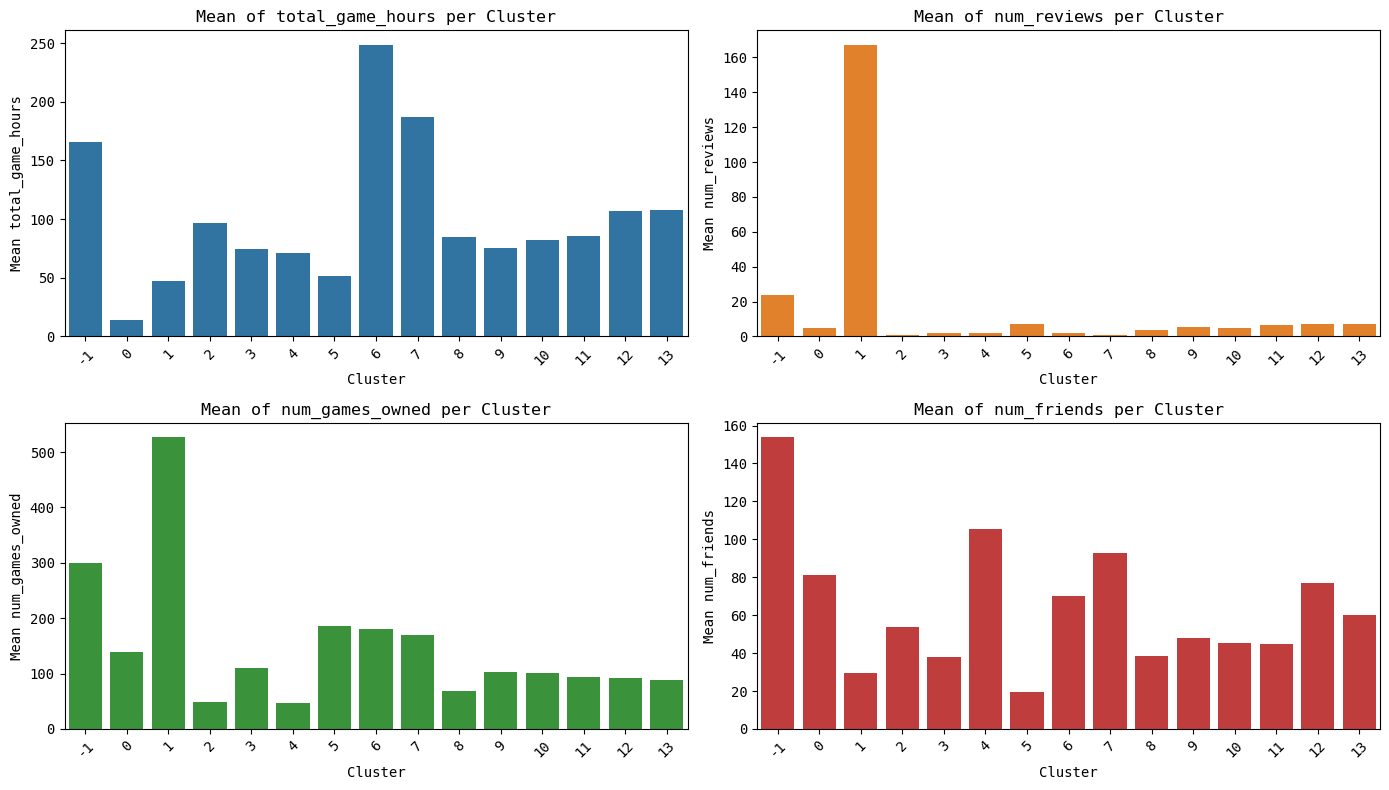 Mean of total_game_hours per Cluster
Mean total_game_hours
250
200
150
100
50
0
-1 0 1 2 3 4 5 6 7 8 9 10 11 12 13
Cluster
Mean of num_reviews per Cluster
Mean num_reviews
160
140
120
100
80
60
40
20
0
-1 0 1 2 3 4 5 6 7 8 9 10 11 12 13
Cluster
Mean of num_games_owned per Cluster
Mean num_games_owned
500
400
300
200
100
0
-1 0 1 2 3 4 5 6 7 8 9 10 11 12 13
Cluster
Mean of num_friends per Cluster
Mean num_friends
160
140
120
100
80
60
40
20
0
-1 0 1 2 3 4 5 6 7 8 9 10 11 12 13
Cluster